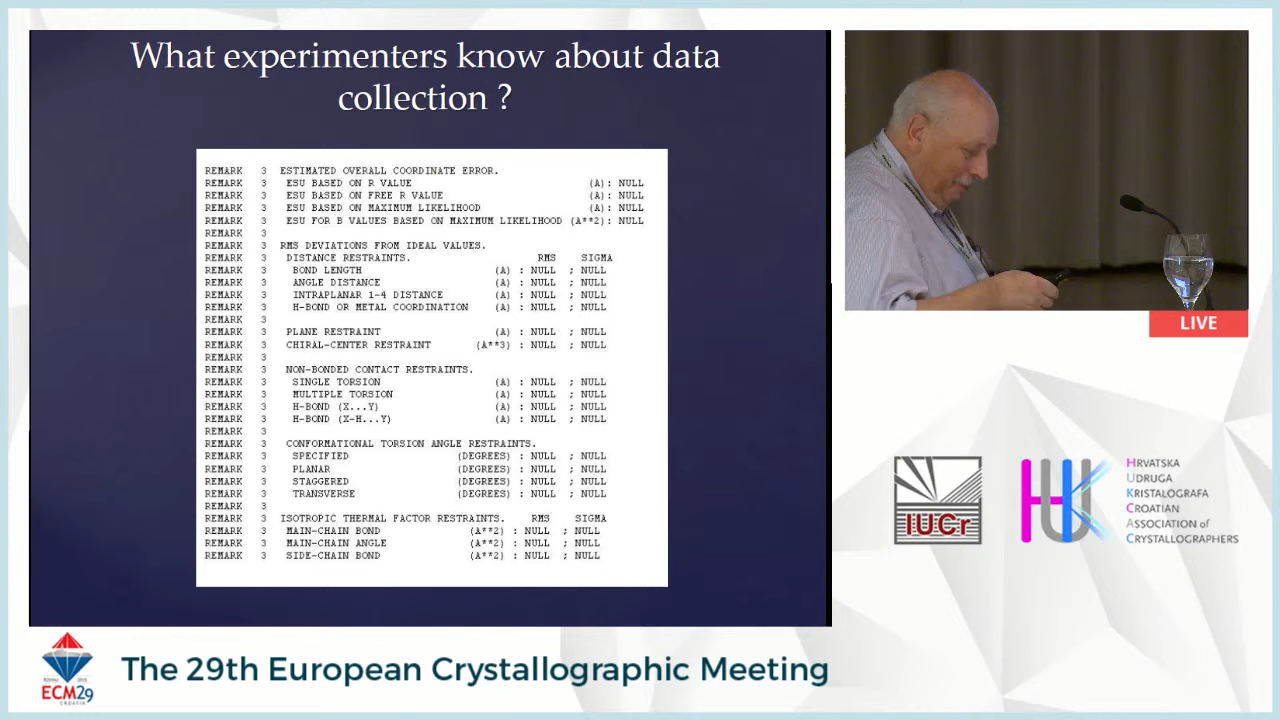 What experimenters know about data
collection ?
REMARK 3 ESTIMATED OVERALL COORDINATE ERROR.
REMARK 3 ESU BASED ON R VALUE (A): NULL
REMARK 3 ESU BASED ON FREE R VALUE (A): NULL
REMARK 3 ESU BASED ON MAXIMUM LIKELIHOOD (A): NULL
REMARK 3 ESU FOR B VALUES BASED ON MAXIMUM LIKELIHOOD (A**2): NULL
REMARK 3
REMARK 3 RMS DEVIATIONS FROM IDEAL VALUES.
REMARK 3 DISTANCE RESTRAINTS. RMS SIGMA
REMARK 3 BOND LENGTH (A) : NULL ; NULL
REMARK 3 ANGLE DISTANCE (A) : NULL ; NULL
REMARK 3 INTRAPLANAR 1-4 DISTANCE (A) : NULL ; NULL
REMARK 3 H-BOND OR METAL COORDINATION (A) : NULL ; NULL
REMARK 3
REMARK 3 PLANE RESTRAINT (A) : NULL ; NULL
REMARK 3 CHIRAL-CENTER RESTRAINT (A**3) : NULL ; NULL
REMARK 3
REMARK 3 NON-BONDED CONTACT RESTRAINTS.
REMARK 3 SINGLE TORSION (A) : NULL ; NULL
REMARK 3 MULTIPLE TORSION (A) : NULL ; NULL
REMARK 3 H-BOND (X...Y) (A) : NULL ; NULL
REMARK 3 H-BOND (X-H...Y) (A) : NULL ; NULL
REMARK 3
REMARK 3 CONFORMATIONAL TORSION ANGLE RESTRAINTS.
REMARK 3 SPECIFIED (DEGREES) : NULL ; NULL
REMARK 3 PLANAR (DEGREES) : NULL ; NULL
REMARK 3 STAGGERED (DEGREES) : NULL ; NULL
REMARK 3 TRANSVERSE (DEGREES) : NULL ; NULL
REMARK 3
REMARK 3 ISOTROPIC THERMAL FACTOR RESTRAINTS. RMS SIGMA
REMARK 3 MAIN-CHAIN BOND (A**2) : NULL ; NULL
REMARK 3 MAIN-CHAIN ANGLE (A**2) : NULL ; NULL
REMARK 3 SIDE-CHAIN BOND (A**2) : NULL ; NULL
LIVE
IUCr
HUK
HRVATSKA
UDRUGA
KRISTALOGRAFA
CROATIAN
ASSOCIATION of
CRYSTALLOGRAPHERS
ECM29
CROATIA
The 29th European Crystallographic Meeting